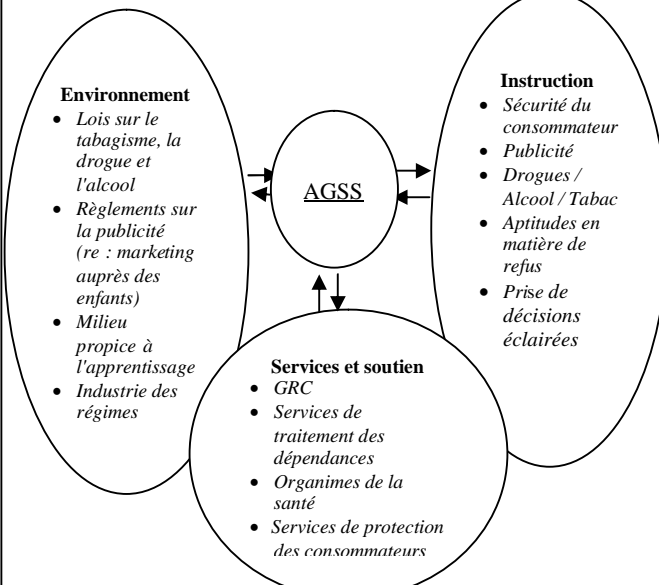 Environnement
• Lois sur le
tabagisme, la
drogue et
l'alcool
• Règlements sur
la publicité
(re : marketing
auprès des
enfants)
• Milieu
propice à
l'apprentissage
• Industrie des
régimes
AGSS
Instruction
• Sécurité du
consommateur
• Publicité
• Drogues /
Alcool / Tabac
• Aptitudes en
matière de
refus
• Prise de
décisions
éclairées
Services et soutien
• GRC
• Services de
traitement des
dépendances
• Organimes de la
santé
• Services de protection
des consommateurs